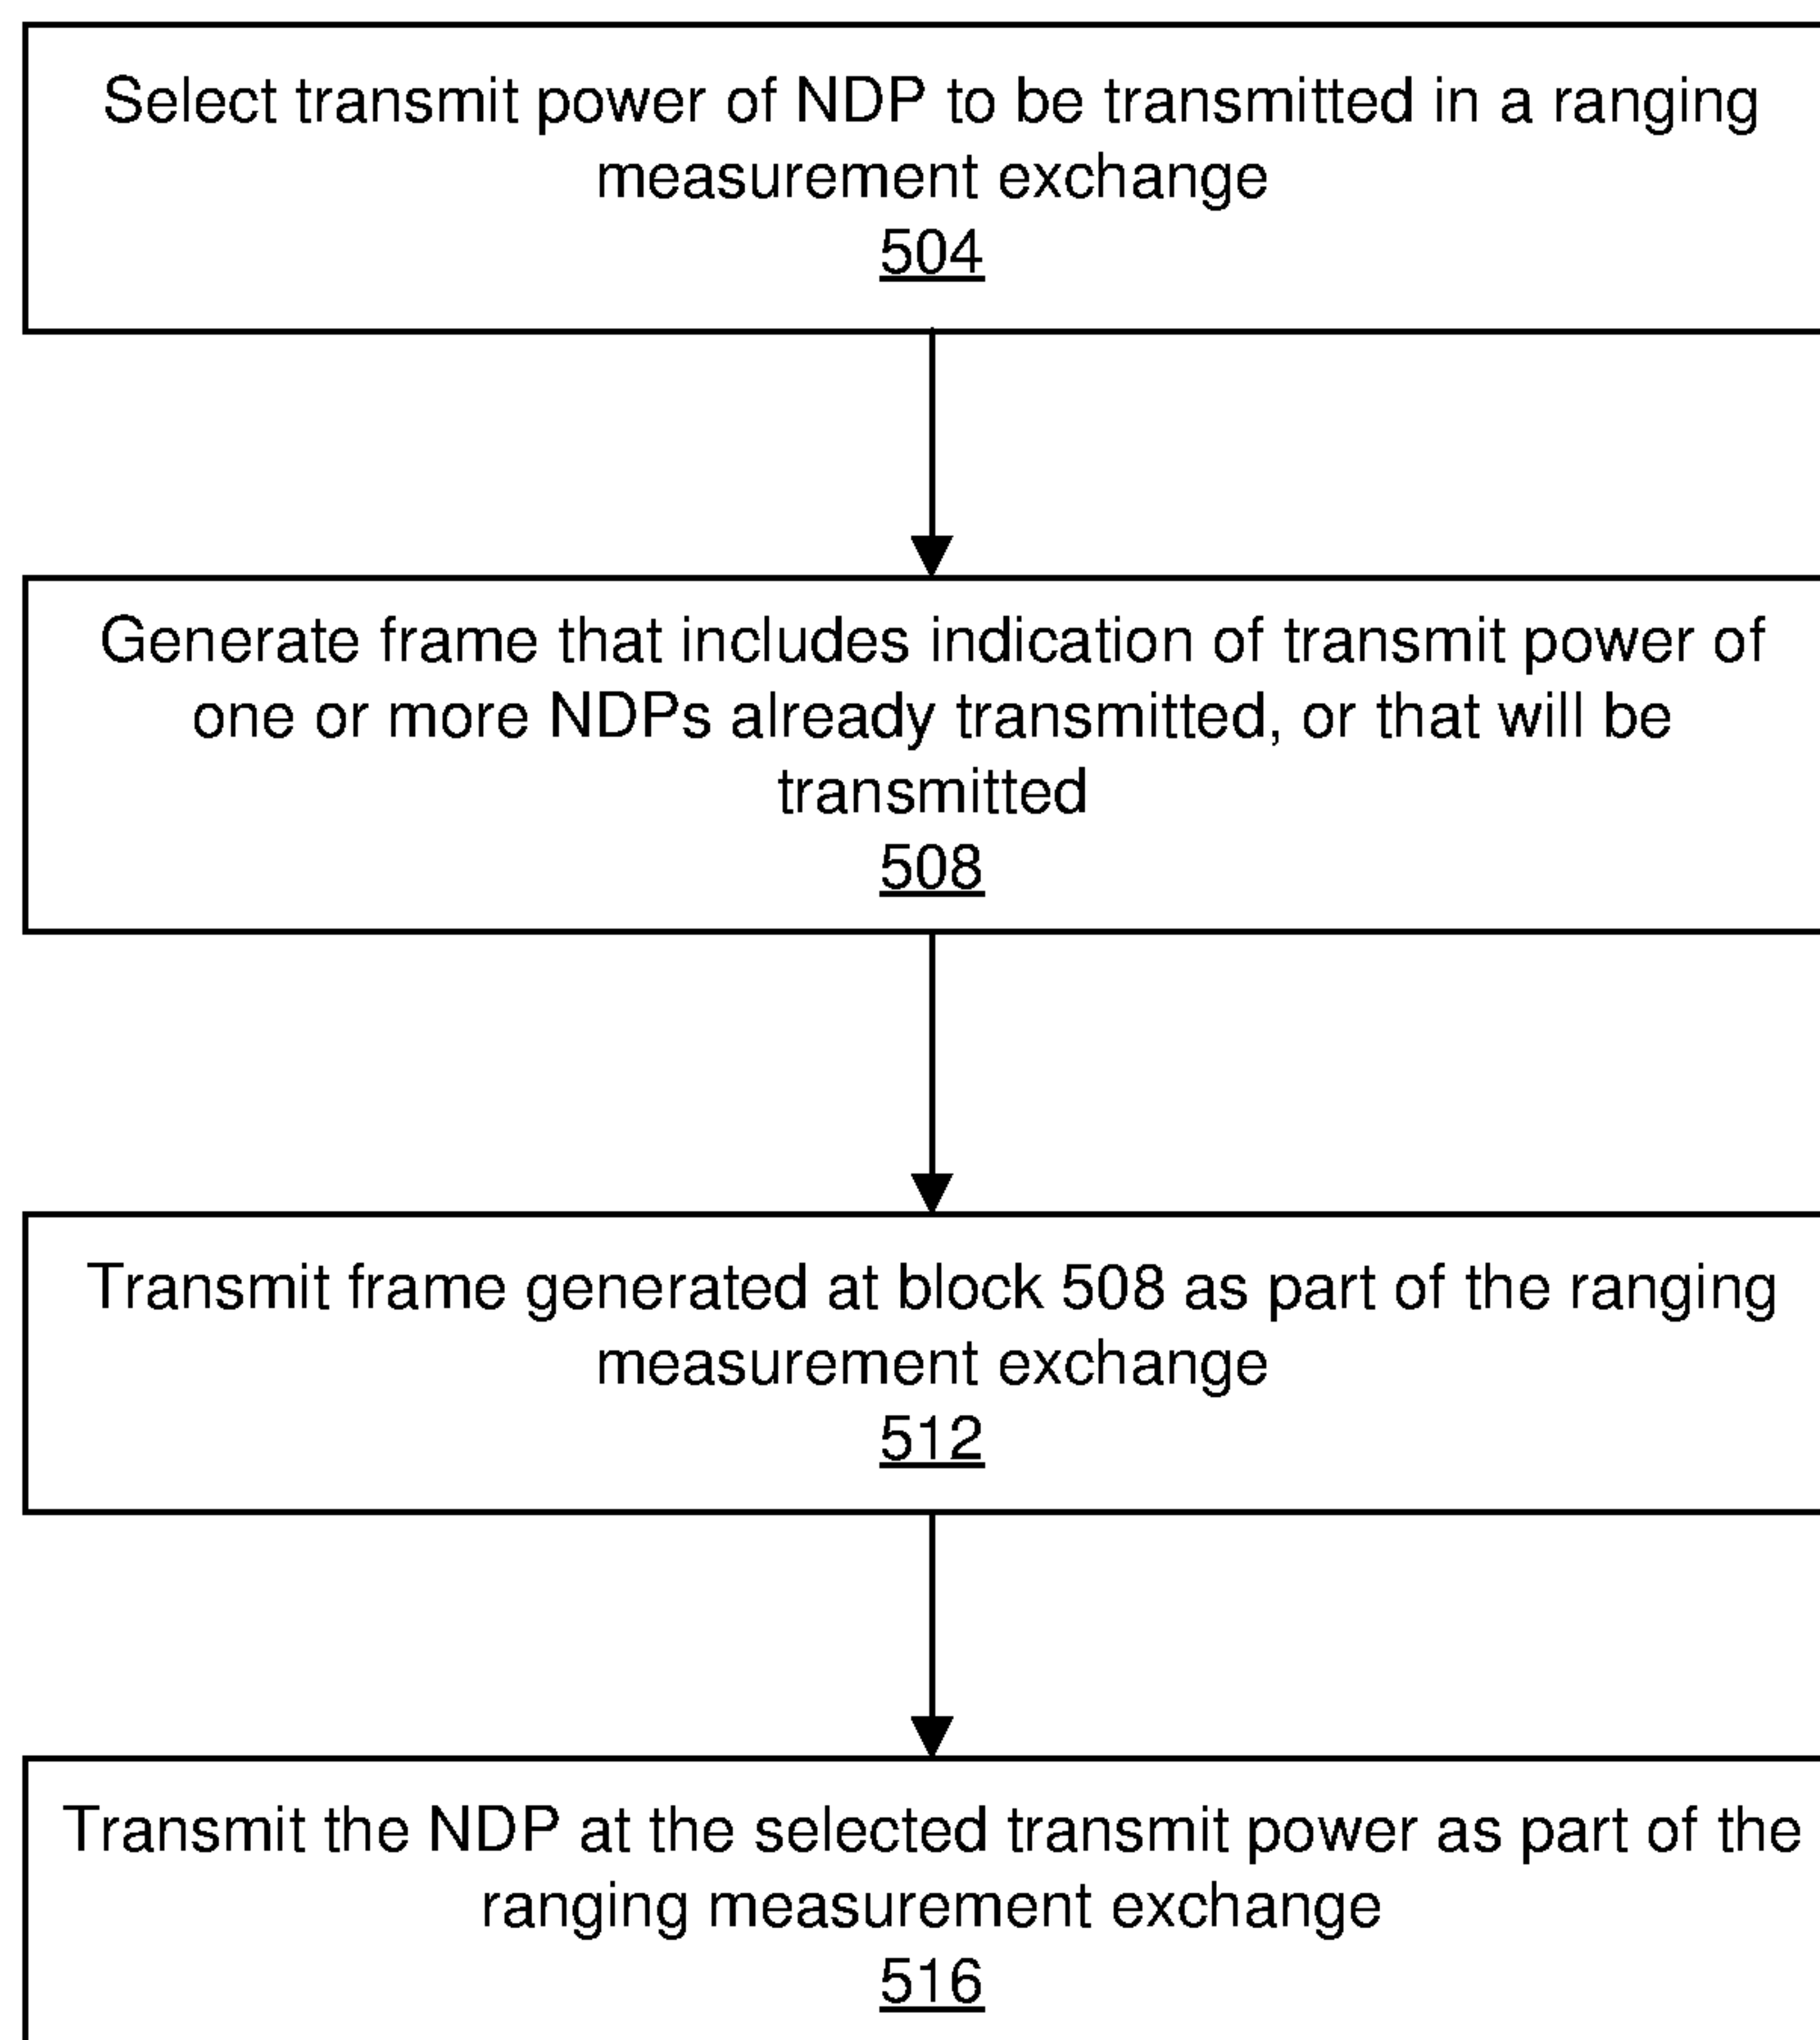 Select transmit power of NDP to be transmitted in a ranging
measurement exchange
504
Generate frame that includes indication of transmit power of
one or more NDPs already transmitted, or that will be
transmitted
508
Transmit frame generated at block 508 as part of the ranging
measurement exchange
512
Transmit the NDP at the selected transmit power as part of the
ranging measurement exchange
516